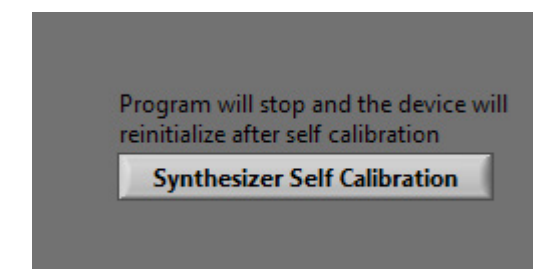 Program will stop and the device will
reinitialize after self calibration
Synthesizer Self Calibration